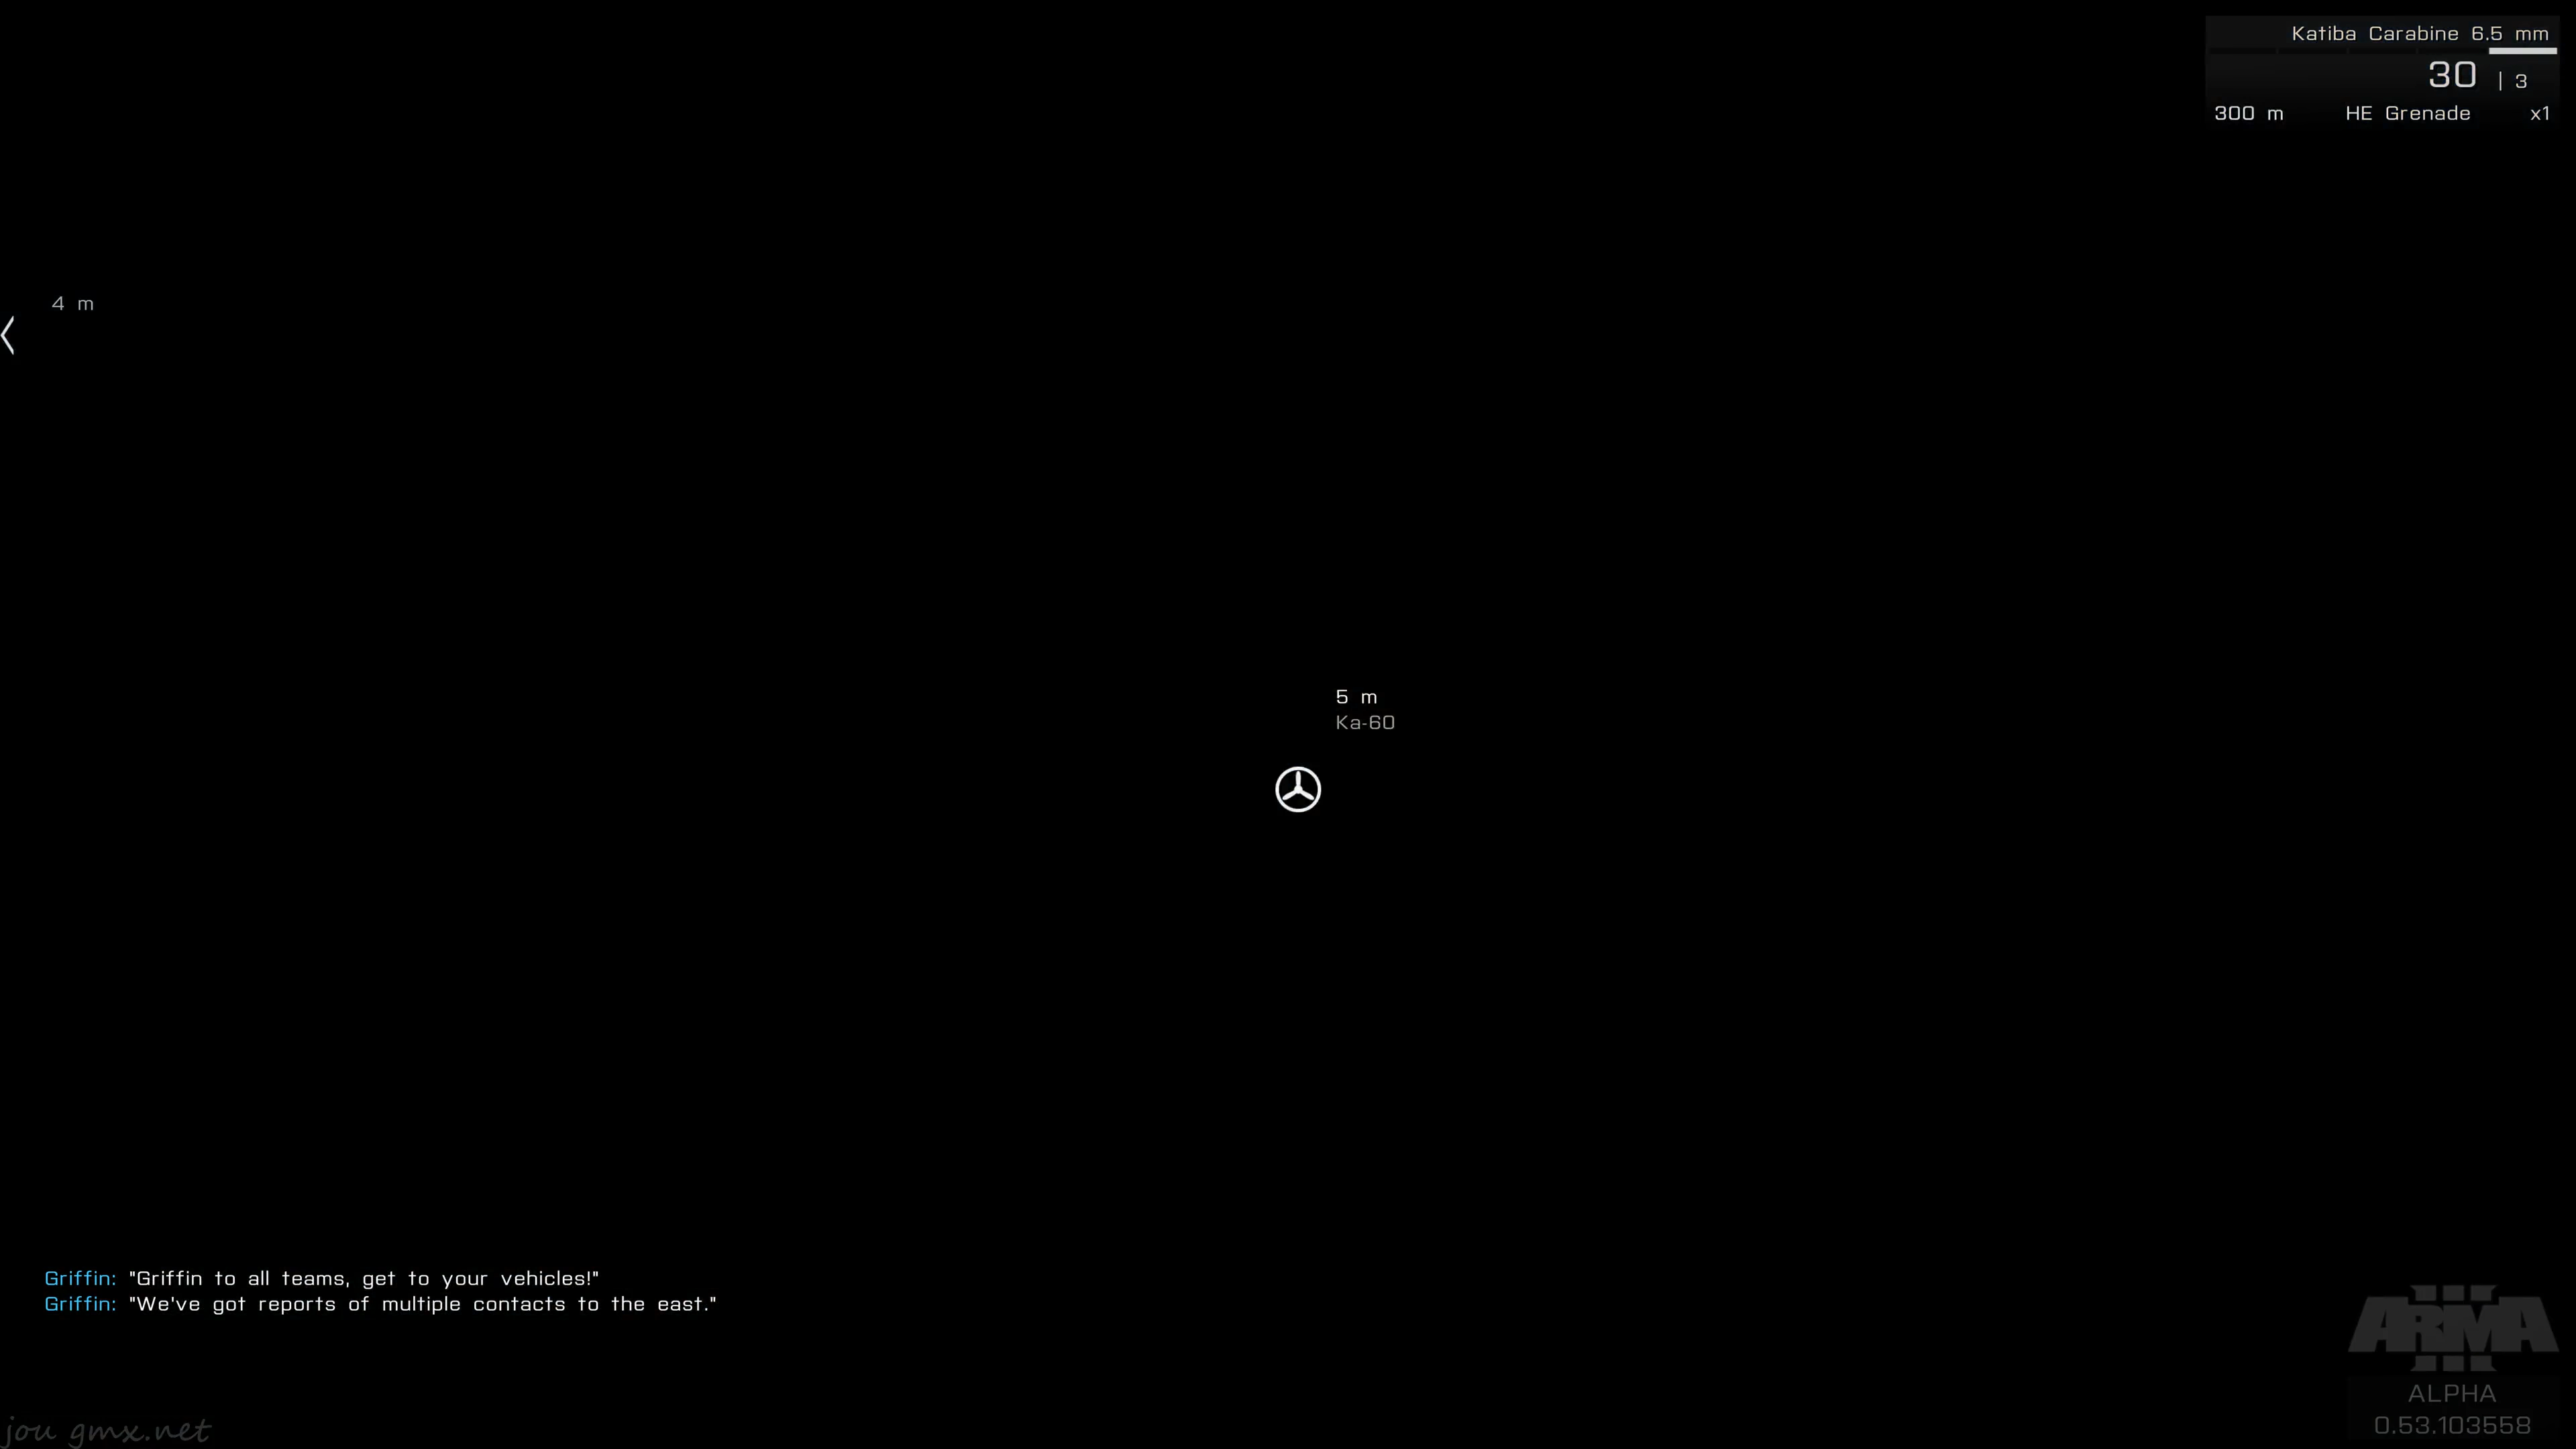 Katiba Carabine 6.5 mm
30 | 3
300 m HE Grenade x1
4 m
5 m
Ka-60
Griffin: "Griffin to all teams, get to your vehicles!"
Griffin: "We've got reports of multiple contacts to the east."
ARMA III
ALPHA
0.53.103558
jou gmx.net